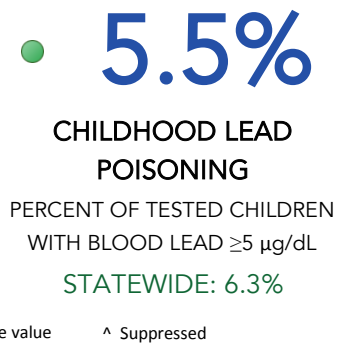 5.5%
CHILDHOOD LEAD
POISONING
PERCENT OF TESTED CHILDREN
WITH BLOOD LEAD ≥5 µg/dL
STATEWIDE: 6.3%
e value ^ Suppressed